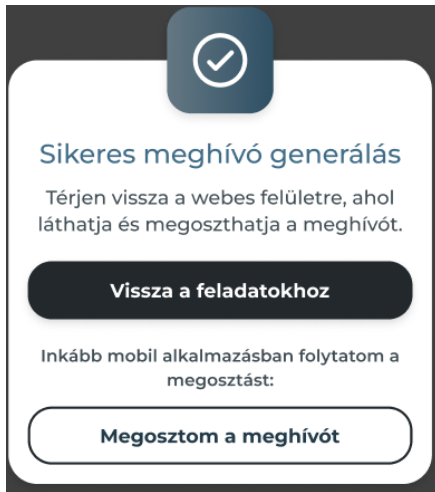 Sikeres meghívó generálás
Térjen vissza a webes felületre, ahol
láthatja és megoszthatja a meghívót.
Vissza a feladatokhoz
Inkább mobil alkalmazásban folytatom a
megosztást:
Megosztom a meghívót